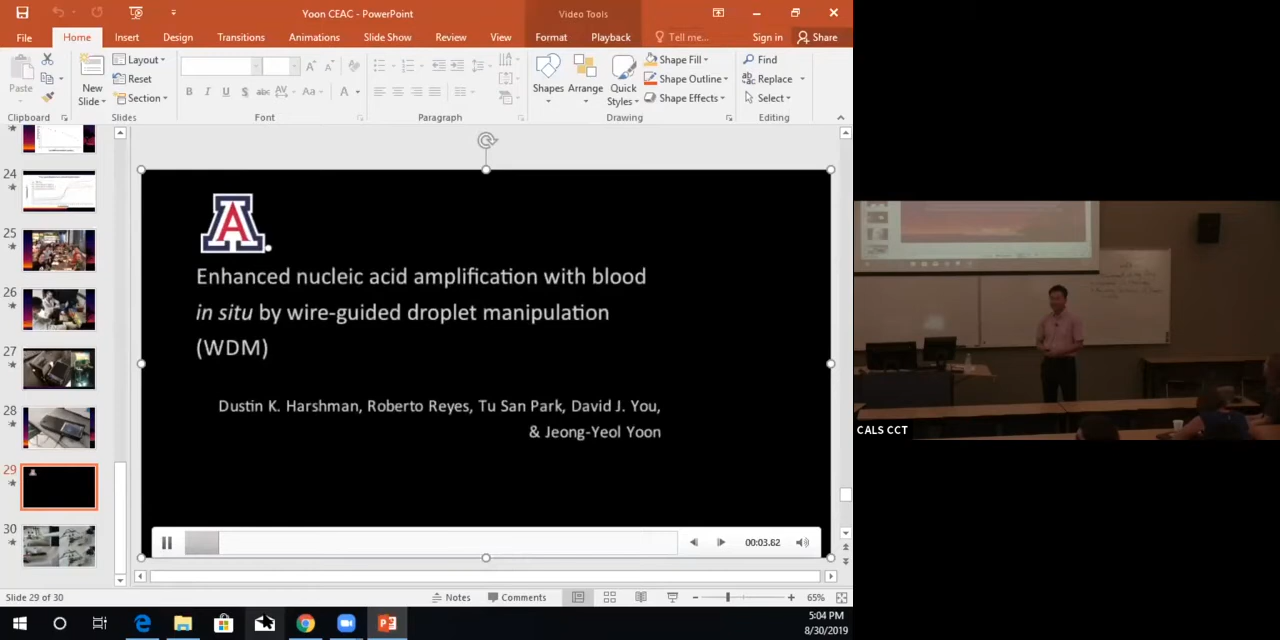 Yoon CEAC - PowerPoint
Video Tools
File
Home
Insert
Design
Transitions
Animations
Slide Show
Review
View
Format
Playback
Tell me...
Sign in
Share
Paste
New
Slide
Layout
Reset
Section
B I U S abc AV Aa A
Shapes
Arrange
Quick
Styles
Shape Fill
Shape Outline
Shape Effects
Find
Replace
Select
Clipboard
Slides
Font
Paragraph
Drawing
Editing
24
25
26
27
28
29
30
A
Enhanced nucleic acid amplification with blood
in situ by wire-guided droplet manipulation
(WDM)
Dustin K. Harshman, Roberto Reyes, Tu San Park, David J. You,
& Jeong-Yeol Yoon
00:03.82
CALS CCT
Slide 29 of 30
Notes
Comments
65%
5:04 PM
8/30/2019